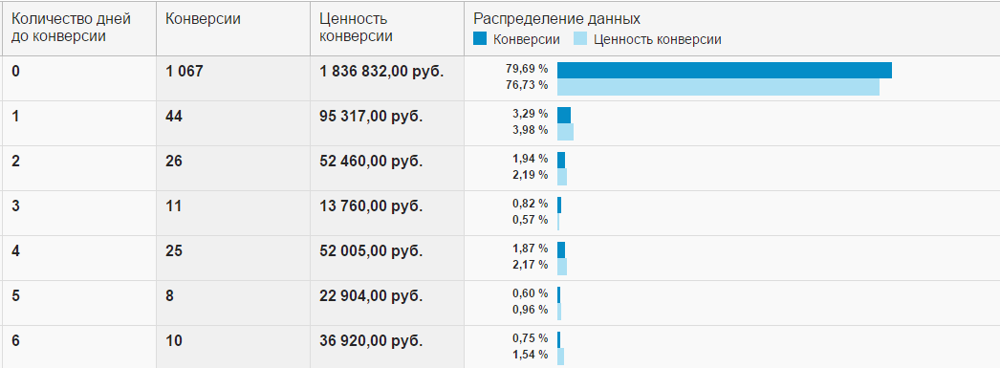 Количество дней
до конверсии
Конверсии
Ценность
конверсии
Распределение данных
Конверсии Ценность конверсии
0 1 067 1 836 832,00 руб. 79,69 %
76,73 %
1 44 95 317,00 руб. 3,29 %
3,98 %
2 26 52 460,00 руб. 1,94 %
2,19 %
3 11 13 760,00 руб. 0,82 %
0,57 %
4 25 52 005,00 руб. 1,87 %
2,17 %
5 8 22 904,00 руб. 0,60 %
0,96 %
6 10 36 920,00 руб. 0,75 %
1,54 %